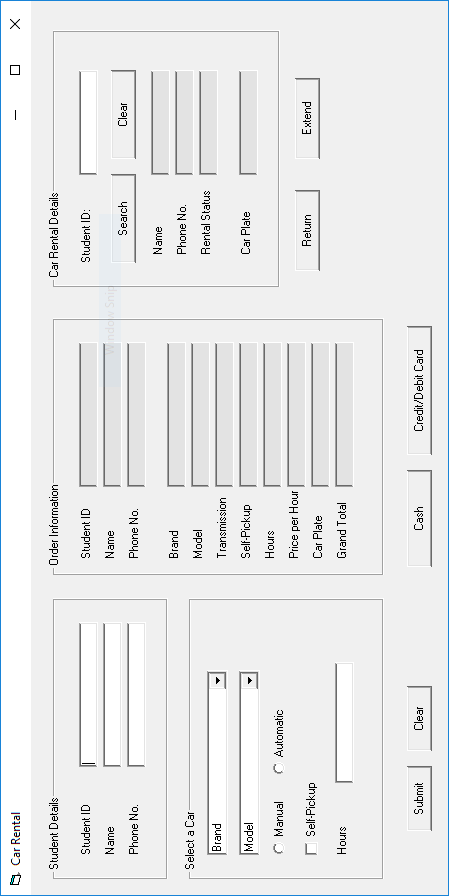 Car Rental
Student Details
Student ID
Name
Phone No.
Select a Car
Brand
Model
Manual
Automatic
Self-Pickup
Hours
Submit
Clear
Order Information
Student ID
Name
Phone No.
Brand
Model
Transmission
Self-Pickup
Hours
Price per Hour
Car Plate
Grand Total
Cash
Credit/Debit Card
Car Rental Details
Student ID:
Search
Clear
Name
Phone No.
Rental Status
Car Plate
Return
Extend
Window Snip